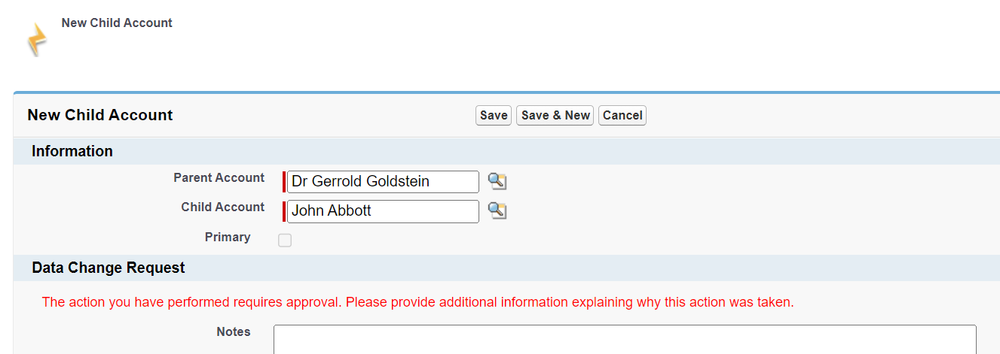 New Child Account
New Child Account
Save Save & New Cancel
Information
Parent Account Dr Gerrold Goldstein
Child Account John Abbott
Primary
Data Change Request
The action you have performed requires approval. Please provide additional information explaining why this action was taken.
Notes